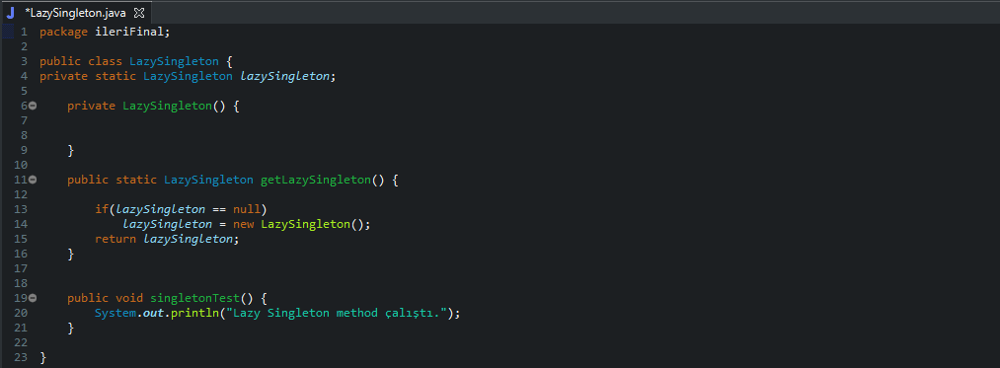 *LazySingleton.java
1 package ileriFinal;
2
3 public class LazySingleton {
4 private static LazySingleton lazySingleton;
5
6 private LazySingleton() {
7
8
9 }
10
11 public static LazySingleton getLazySingleton() {
12
13 if(lazySingleton == null)
14 lazySingleton = new LazySingleton();
15 return lazySingleton;
16 }
17
18
19 public void singletonTest() {
20 System.out.println("Lazy Singleton method çalıştı.");
21 }
22
23 }